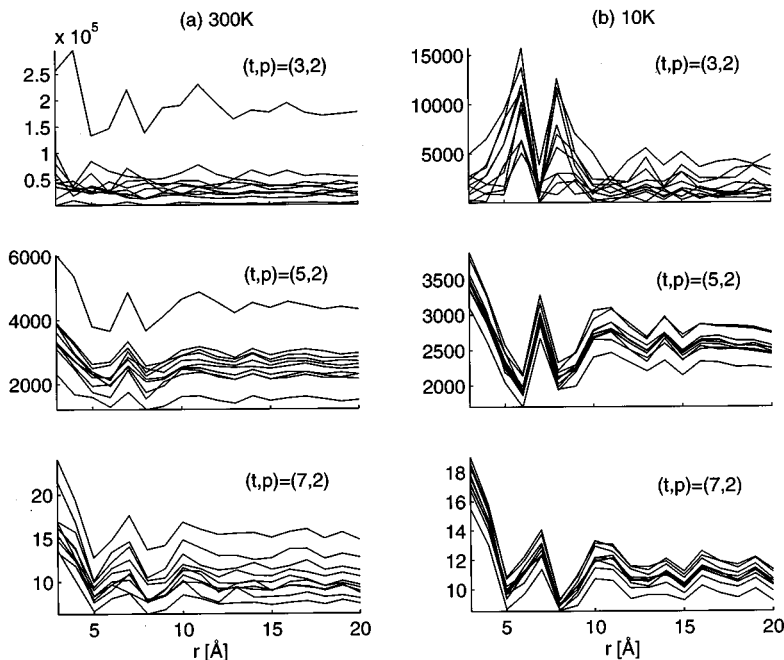 (a) 300K
(b) 10K
x 10^5
(t,p)=(3,2)
2.5
2
1.5
1
0.5
(t,p)=(3,2)
15000
10000
5000
(t,p)=(5,2)
6000
4000
2000
(t,p)=(5,2)
3500
3000
2500
2000
(t,p)=(7,2)
20
15
10
5 10 15 20
r [Å]
(t,p)=(7,2)
18
16
14
12
10
5 10 15 20
r [Å]